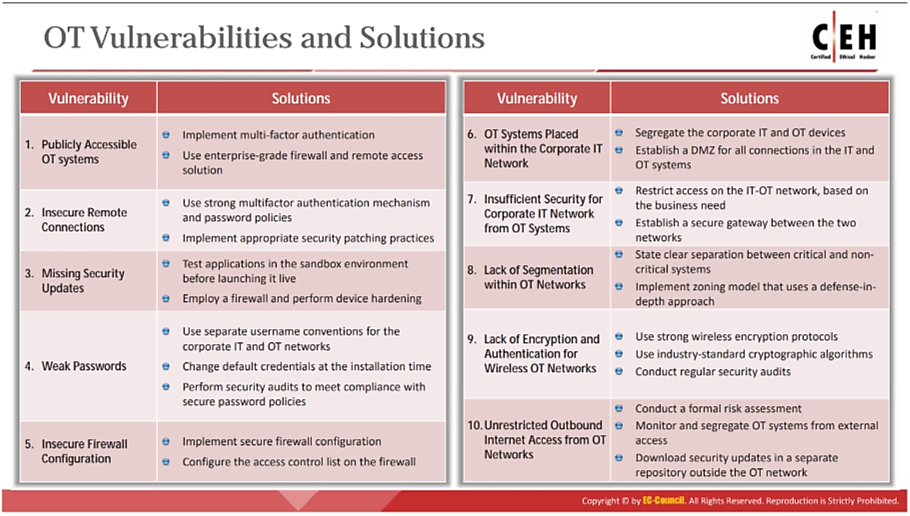 OT Vulnerabilities and Solutions
C|EH
Certified Ethical Hacker
Vulnerability
Solutions
1. Publicly Accessible
OT systems
Implement multi-factor authentication
Use enterprise-grade firewall and remote access
solution
2. Insecure Remote
Connections
Use strong multifactor authentication mechanism
and password policies
Implement appropriate security patching practices
3. Missing Security
Updates
Test applications in the sandbox environment
before launching it live
Employ a firewall and perform device hardening
4. Weak Passwords
Use separate username conventions for the
corporate IT and OT networks
Change default credentials at the installation time
Perform security audits to meet compliance with
secure password policies
5. Insecure Firewall
Configuration
Implement secure firewall configuration
Configure the access control list on the firewall
Vulnerability
Solutions
6. OT Systems Placed
within the Corporate IT
Network
Segregate the corporate IT and OT devices
Establish a DMZ for all connections in the IT and
OT systems
7. Insufficient Security for
Corporate IT Network
from OT Systems
Restrict access on the IT-OT network, based on
the business need
Establish a secure gateway between the two
networks
8. Lack of Segmentation
within OT Networks
State clear separation between critical and non-
critical systems
Implement zoning model that uses a defense-in-
depth approach
9. Lack of Encryption and
Authentication for
Wireless OT Networks
Use strong wireless encryption protocols
Use industry-standard cryptographic algorithms
Conduct regular security audits
10. Unrestricted Outbound
Internet Access from OT
Networks
Conduct a formal risk assessment
Monitor and segregate OT systems from external
access
Download security updates in a separate
repository outside the OT network
Copyright © by EC-Council. All Rights Reserved. Reproduction is Strictly Prohibited.